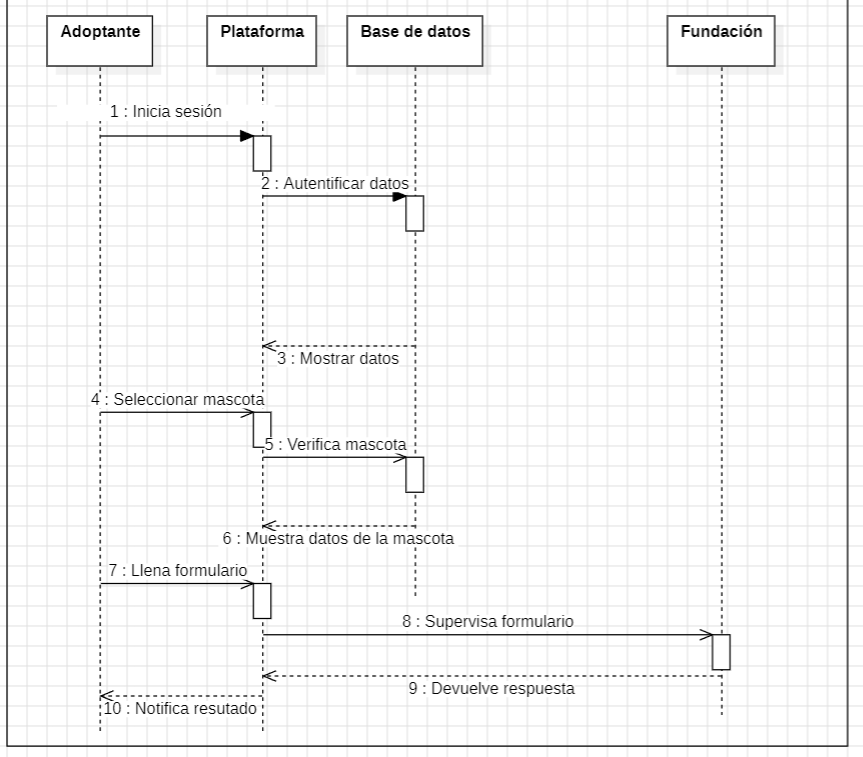 Adoptante
Plataforma
Base de datos
Fundación
1 : Inicia sesión
2 : Autentificar datos
3 : Mostrar datos
4 : Seleccionar mascota
5 : Verifica mascota
6 : Muestra datos de la mascota
7 : Llena formulario
8 : Supervisa formulario
9 : Devuelve respuesta
10 : Notifica resutado